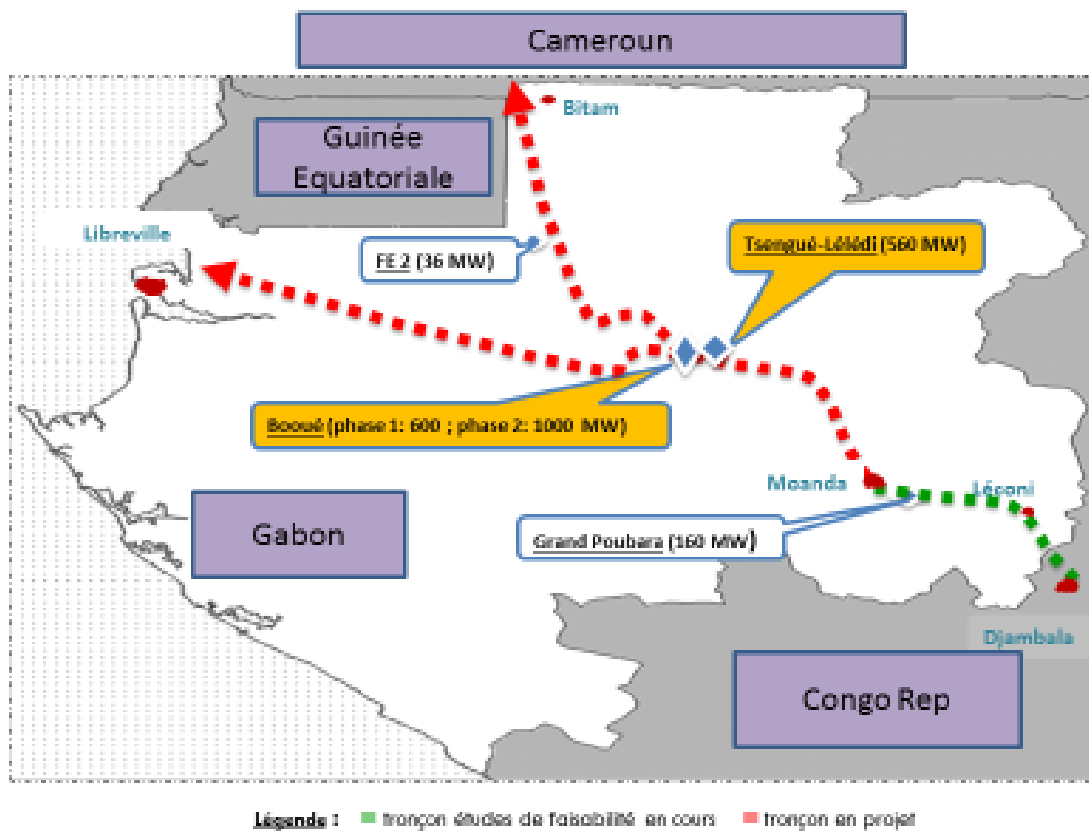 Cameroun
Bitam
Guinée
Equatoriale
Libreville
FE 2 (36 MW)
Tsengué-Lélédi (560 MW)
Booué (phase 1: 600 ; phase 2: 1000 MW)
Moanda
Léconi
Gabon
Grand Poubara (160 MW)
Djambala
Congo Rep
Légende : tronçon études de faisabilité en cours tronçon en projet